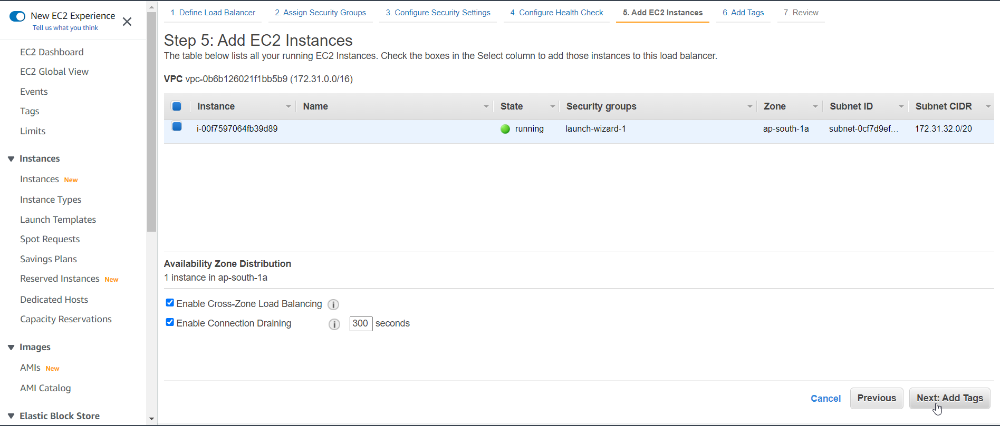 New EC2 Experience
Tell us what you think
EC2 Dashboard
EC2 Global View
Events
Tags
Limits
Instances
Instances New
Instance Types
Launch Templates
Spot Requests
Savings Plans
Reserved Instances New
Dedicated Hosts
Capacity Reservations
Images
AMIs New
AMI Catalog
Elastic Block Store
1. Define Load Balancer 2. Assign Security Groups 3. Configure Security Settings 4. Configure Health Check 5. Add EC2 Instances 6. Add Tags 7. Review
Step 5: Add EC2 Instances
The table below lists all your running EC2 Instances. Check the boxes in the Select column to add those instances to this load balancer.
VPC vpc-0b6b126021f1bb5b9 (172.31.0.0/16)
Instance Name State Security groups Zone Subnet ID Subnet CIDR
i-00f7597064fb39d89 running launch-wizard-1 ap-south-1a subnet-0cf7d9ef... 172.31.32.0/20
Availability Zone Distribution
1 instance in ap-south-1a
Enable Cross-Zone Load Balancing i
Enable Connection Draining i 300 seconds
Cancel Previous Next: Add Tags